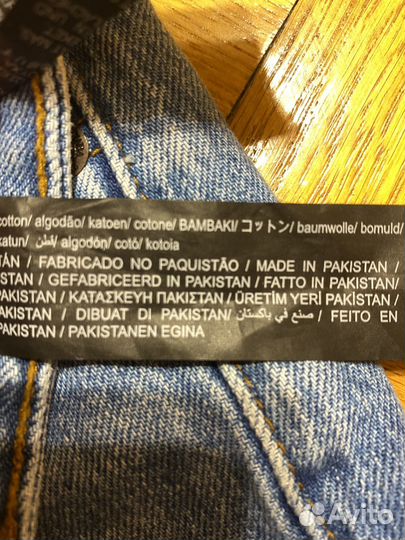 cotton/ algodão/ katoen/ cotone/ BAMBAKI/ コットン/ baumwolle/ bomuld/
katun/ قطن/ algodón/ cotó/ kotoia
TÁN / FABRICADO NO PAQUISTÃO / MADE IN PAKISTAN /
ISTAN / GEFABRICEERD IN PAKISTAN / FATTO IN PAKISTAN/
PAKISTAN / ΚΑΤΑΣΚΕΥΗ ΠΑΚΙΣΤΑΝ / ÜRETİM YERİ PAKİSTAN/
PAKISTAN / DIBUAT DI PAKISTAN/ صنع في باكستان / FEITO EN
PAKISTAN / PAKISTANEN EGINA
Avito